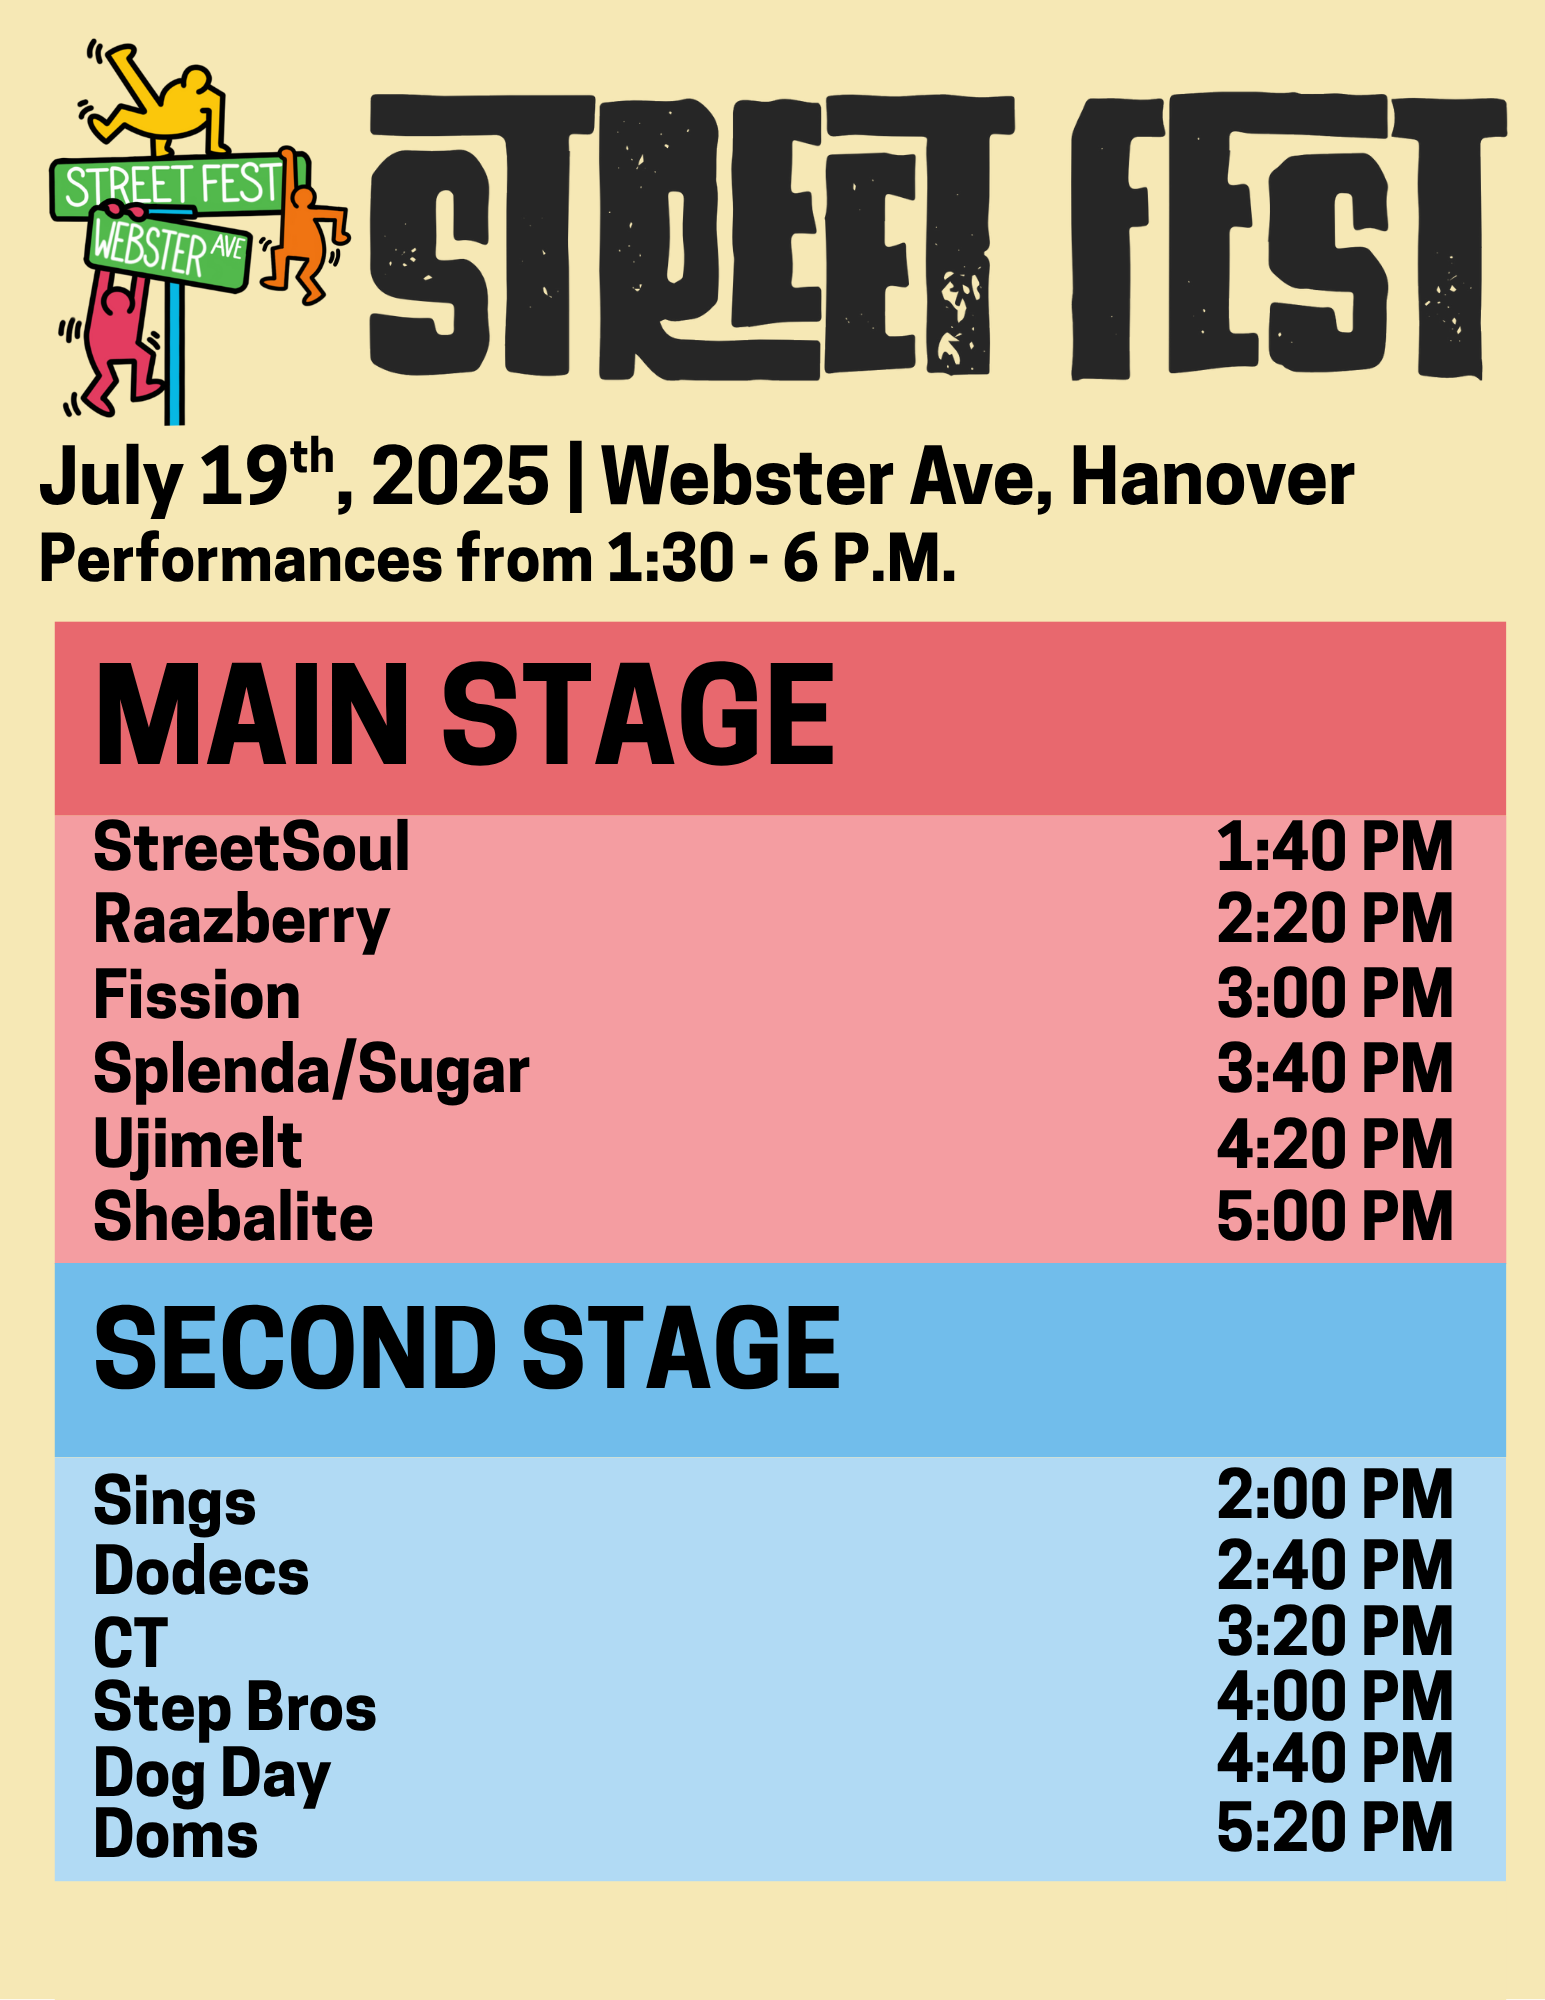 STREET FEST
WEBSTER AVE
STREET FEST
July 19th, 2025 | Webster Ave, Hanover
Performances from 1:30 - 6 P.M.
MAIN STAGE
StreetSoul 1:40 PM
Raazberry 2:20 PM
Fission 3:00 PM
Splenda/Sugar 3:40 PM
Ujimelt 4:20 PM
Shebalite 5:00 PM
SECOND STAGE
Sings 2:00 PM
Dodecs 2:40 PM
CT 3:20 PM
Step Bros 4:00 PM
Dog Day 4:40 PM
Doms 5:20 PM